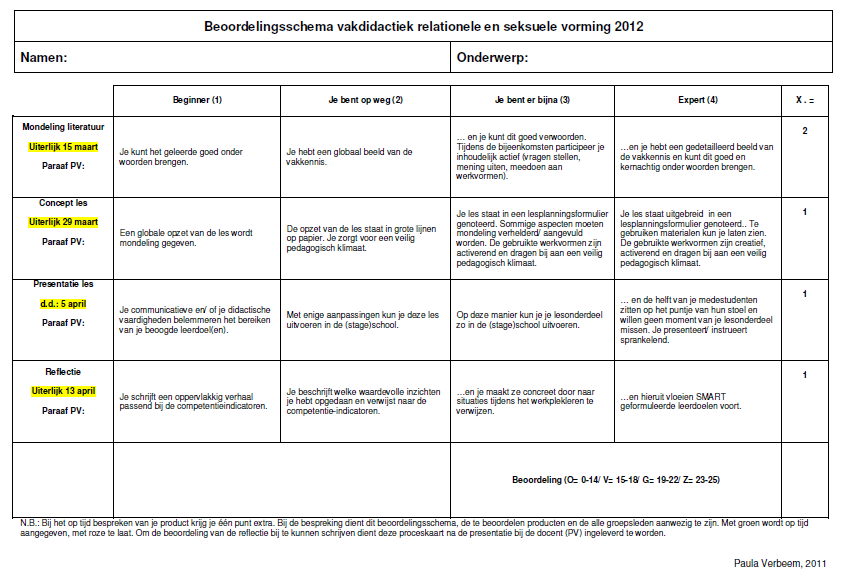 Beoordelingsschema vakdidactiek relationele en seksuele vorming 2012
Namen:
Onderwerp:
Beginner (1)
Je bent op weg (2)
Je bent er bijna (3)
Expert (4)
X . =
Mondeling literatuur
Uiterlijk 15 maart
Paraaf PV:
Je kunt het geleerde goed onder
woorden brengen.
Je hebt een globaal beeld van de
vakkennis.
… en je kunt dit goed verwoorden.
Tijdens de bijeenkomsten participeer je
inhoudelijk actief (vragen stellen,
mening uiten, meedoen aan
werkvormen).
…en je hebt een gedetailleerd beeld van
de vakkennis en kunt dit goed en
kernachtig onder woorden brengen.
2
Concept les
Uiterlijk 29 maart
Paraaf PV:
Een globale opzet van de les wordt
mondeling gegeven.
De opzet van de les staat in grote lijnen
op papier. Je zorgt voor een veilig
pedagogisch klimaat.
Je les staat in een lesplanningsformulier
genoteerd. Sommige aspecten moeten
mondeling verhelderd/ aangevuld
worden. De gebruikte werkvormen zijn
activerend en dragen bij aan een veilig
pedagogisch klimaat.
Je les staat uitgebreid in een
lesplanningsformulier genoteerd.. Te
gebruiken materialen kun je laten zien.
De gebruikte werkvormen zijn creatief,
activerend en dragen bij aan een veilig
pedagogisch klimaat.
1
Presentatie les
d.d.: 5 april
Paraaf PV:
Je communicatieve en/ of je didactische
vaardigheden belemmeren het bereiken
van je beoogde leerdoel(en).
Met enige aanpassingen kun je deze les
uitvoeren in de (stage)school.
Op deze manier kun je je lesonderdeel
zo in de (stage)school uitvoeren.
… en de helft van je medestudenten
zitten op het puntje van hun stoel en
willen geen moment van je lesonderdeel
missen. Je presenteert/ instrueert
sprankelend.
1
Reflectie
Uiterlijk 13 april
Paraaf PV:
Je schrijft een oppervlakkig verhaal
passend bij de competentieindicatoren.
Je beschrijft welke waardevolle inzichten
je hebt opgedaan en verwijst naar de
competentie-indicatoren.
…en je maakt ze concreet door naar
situaties tijdens het werkplekleren te
verwijzen.
…en hieruit vloeien SMART
geformuleerde leerdoelen voort.
1
Beoordeling (O= 0-14/ V= 15-18/ G= 19-22/ Z= 23-25)
N.B.: Bij het op tijd bespreken van je product krijg je één punt extra. Bij de bespreking dient dit beoordelingsschema, de te beoordelen producten en de alle groepsleden aanwezig te zijn. Met groen wordt op tijd
aangegeven, met roze te laat. Om de beoordeling van de reflectie bij te kunnen schrijven dient deze proceskaart na de presentatie bij de docent (PV) ingeleverd te worden.
Paula Verbeem, 2011